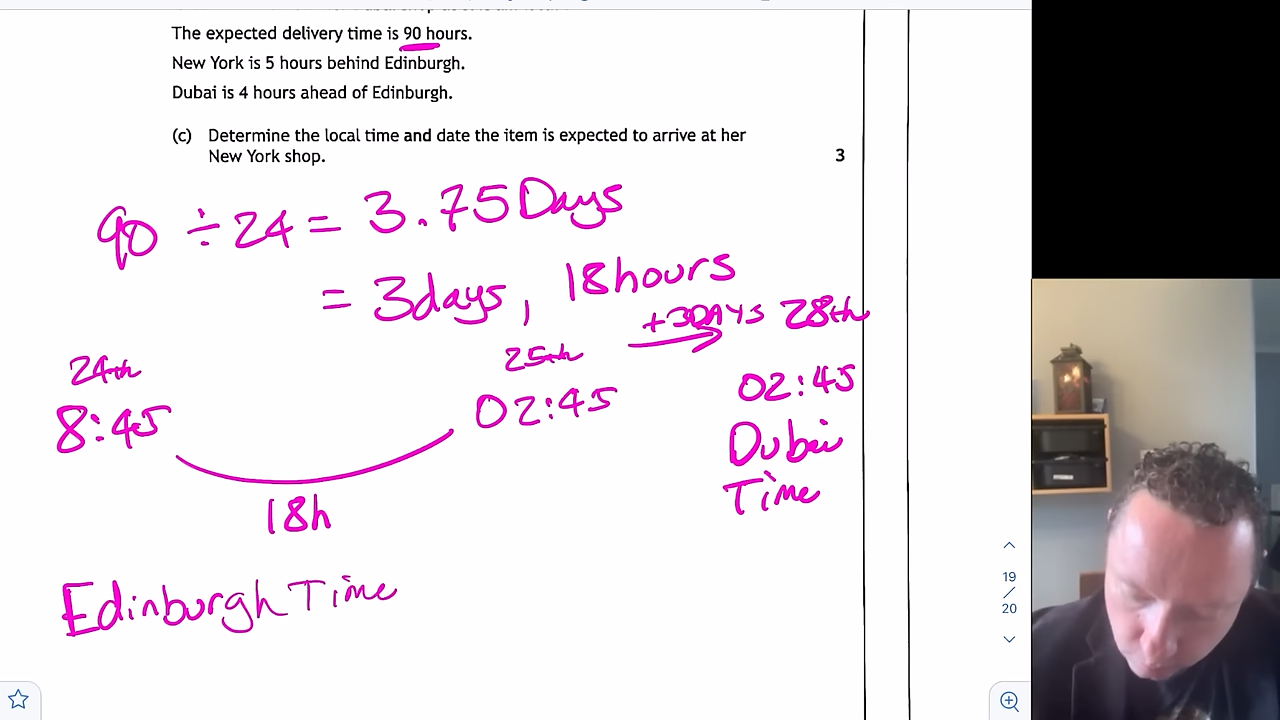 The expected delivery time is 90 hours.
New York is 5 hours behind Edinburgh.
Dubai is 4 hours ahead of Edinburgh.
(c) Determine the local time and date the item is expected to arrive at her
New York shop.
3
90 ÷ 24 = 3.75 Days
= 3days, 18hours
+3DAYS 28th
24th
25th
8:45
02:45
02:45
Dubai
Time
18h
Edinburgh Time
19
/
20